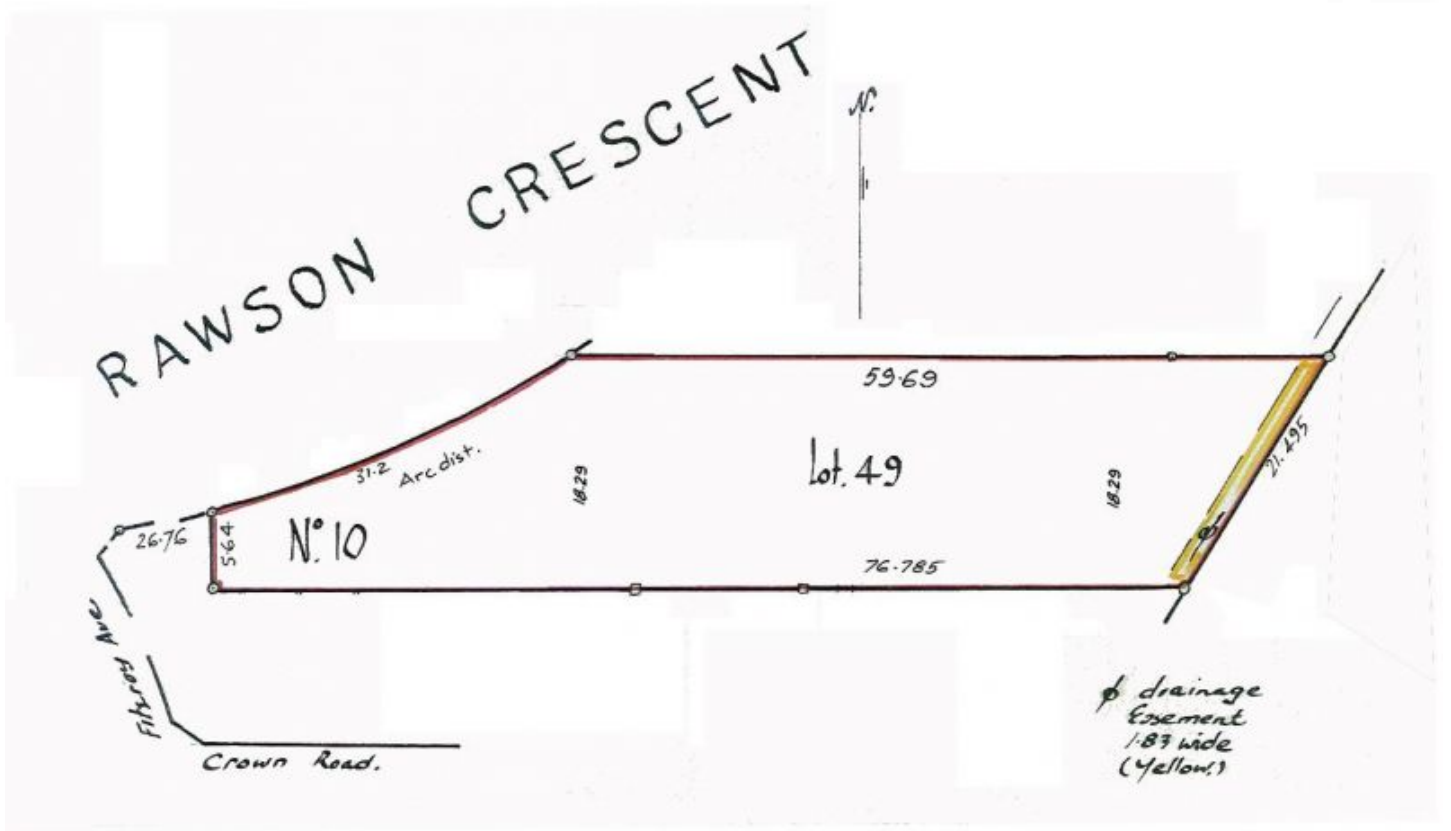 RAWSON CRESCENT
N.
59·69
31·2 Arc dist.
18.29
Lot. 49
18.29
21.495
26.76
5.64
Nº. 10
76.785
Fitzroy Ave
Crown Road.
ϕ drainage
Easement
1.83 wide
(Yellow.)